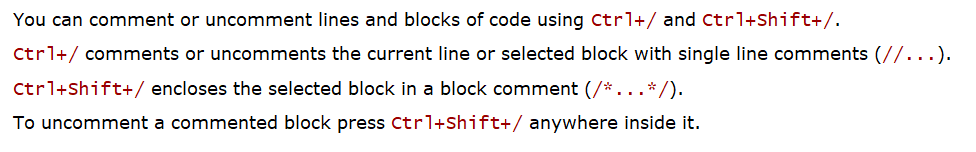 You can comment or uncomment lines and blocks of code using Ctrl+/ and Ctrl+Shift+/.
Ctrl+/ comments or uncomments the current line or selected block with single line comments (//...).
Ctrl+Shift+/ encloses the selected block in a block comment (/*...*/).
To uncomment a commented block press Ctrl+Shift+/ anywhere inside it.